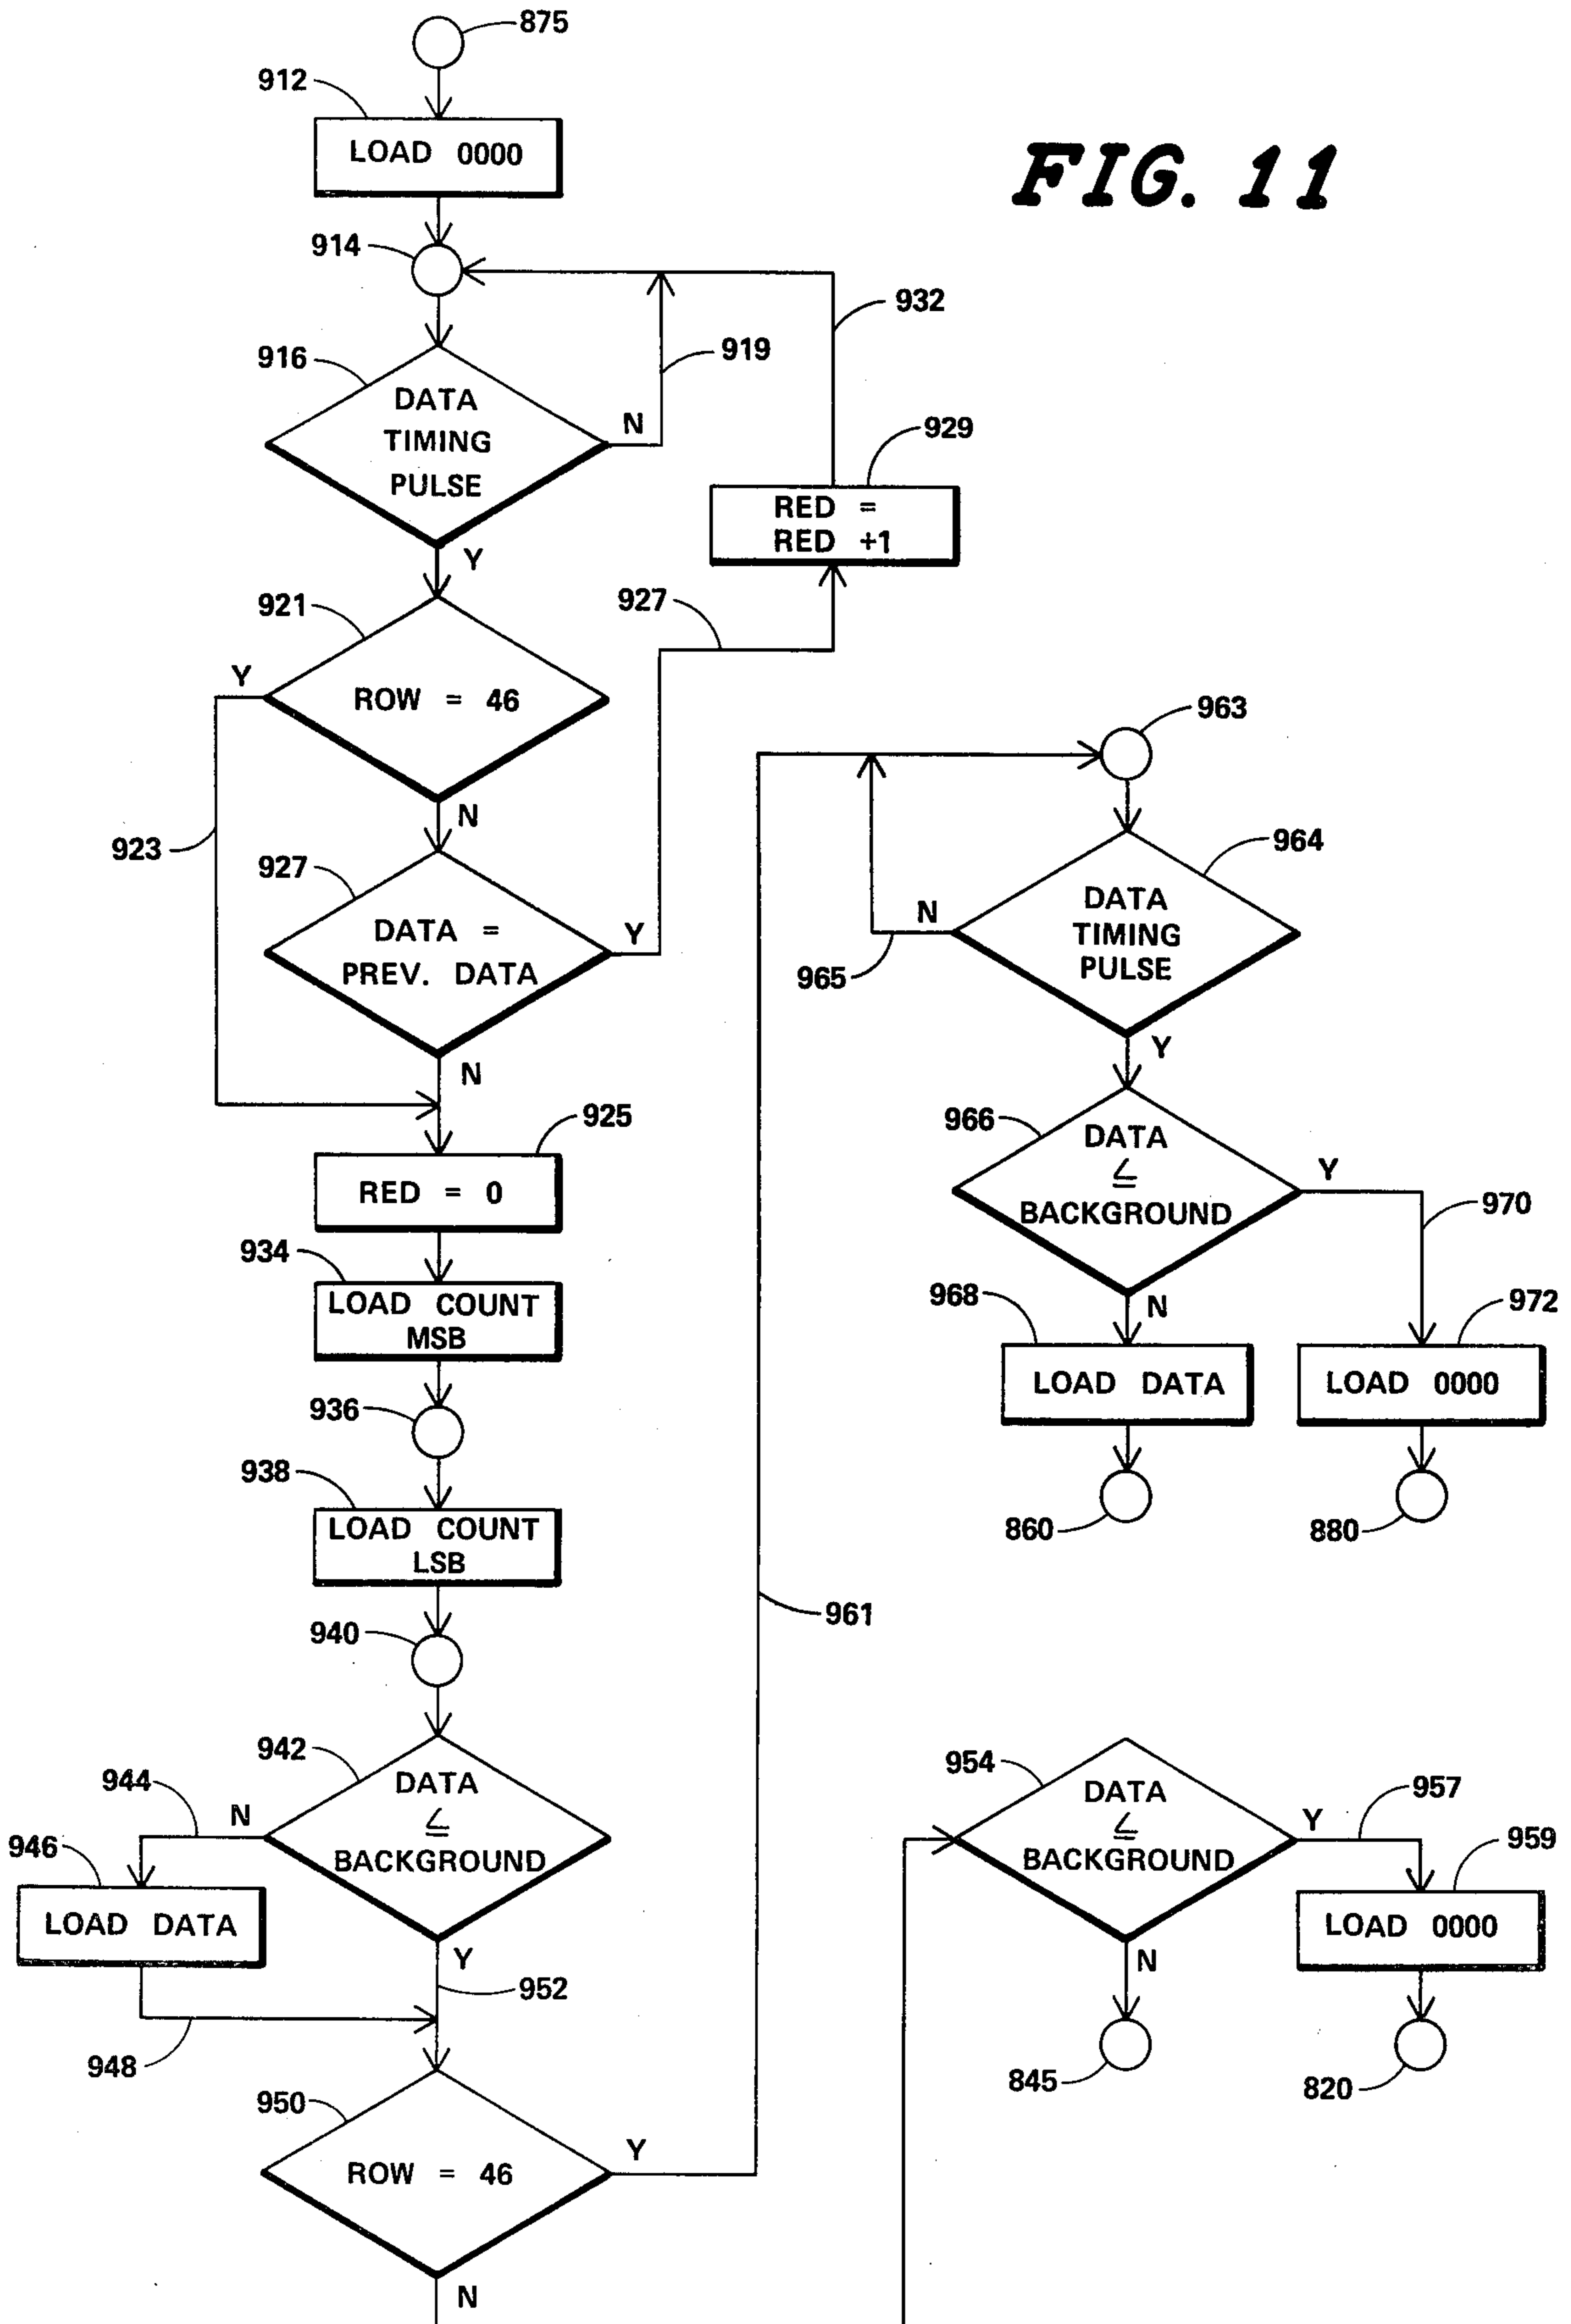 875
912
LOAD 0000
FIG. 11
914
932
916
DATA
TIMING
PULSE
N
919
929
RED =
RED +1
Y
921
927
Y
ROW = 46
963
N
923
927
DATA =
PREV. DATA
Y
964
DATA
TIMING
PULSE
N
965
Y
N
925
RED = 0
966
DATA
≦
BACKGROUND
Y
970
934
LOAD COUNT
MSB
968
N
972
LOAD DATA
LOAD 0000
936
938
LOAD COUNT
LSB
860
880
961
940
942
DATA
≦
BACKGROUND
944
N
946
LOAD DATA
Y
952
948
954
DATA
≦
BACKGROUND
Y
957
959
LOAD 0000
N
845
820
950
ROW = 46
Y
N